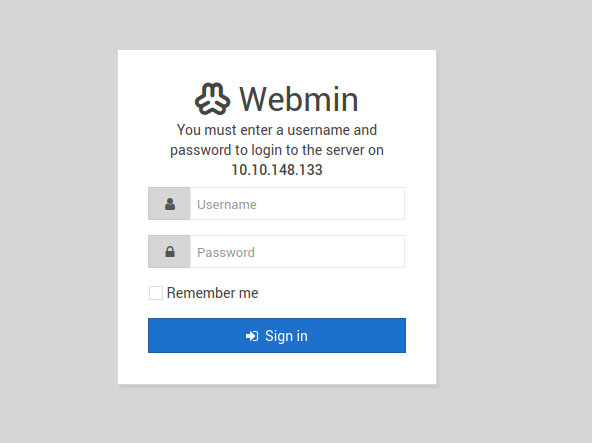 Webmin
You must enter a username and
password to login to the server on
10.10.148.133
Username
Password
Remember me
Sign in